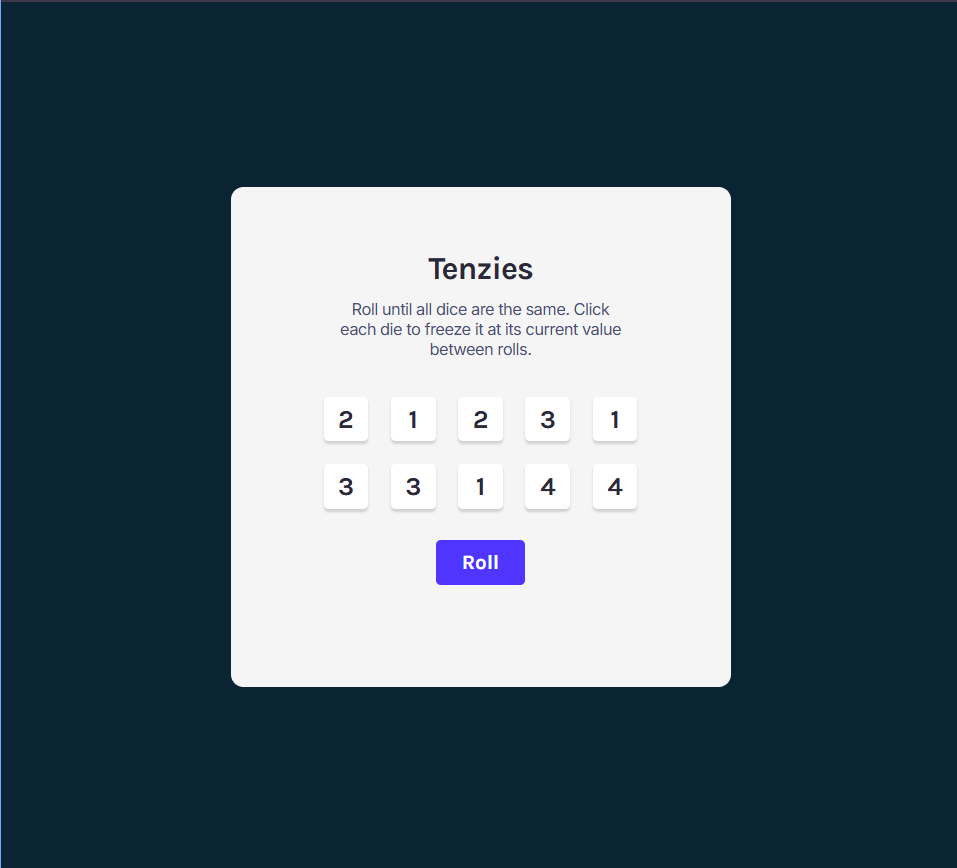 Tenzies
Roll until all dice are the same. Click
each die to freeze it at its current value
between rolls.
2 1 2 3 1
3 3 1 4 4
Roll